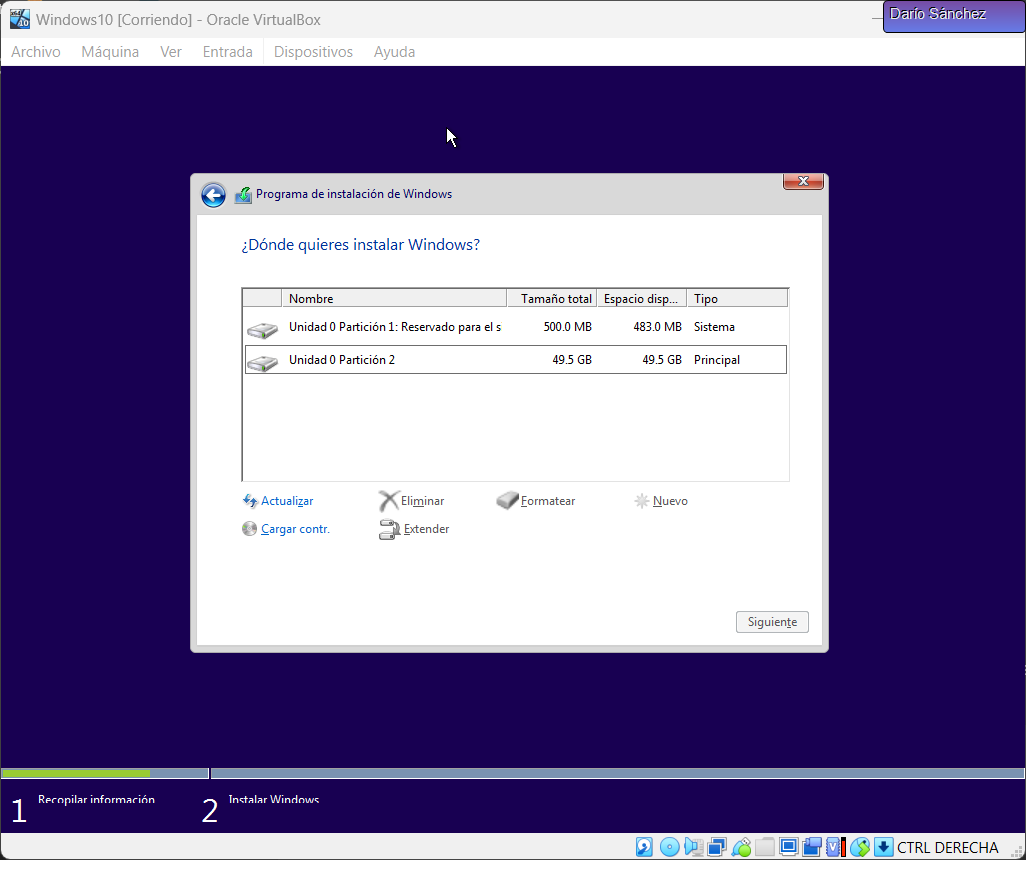 Windows10 [Corriendo] - Oracle VirtualBox
Darío Sánchez
Archivo Máquina Ver Entrada Dispositivos Ayuda
Programa de instalación de Windows
¿Dónde quieres instalar Windows?
Nombre Tamaño total Espacio disp... Tipo
Unidad 0 Partición 1: Reservado para el s 500.0 MB 483.0 MB Sistema
Unidad 0 Partición 2 49.5 GB 49.5 GB Principal
Actualizar Eliminar Formatear Nuevo
Cargar contr. Extender
Siguiente
1 Recopilar información 2 Instalar Windows
CTRL DERECHA